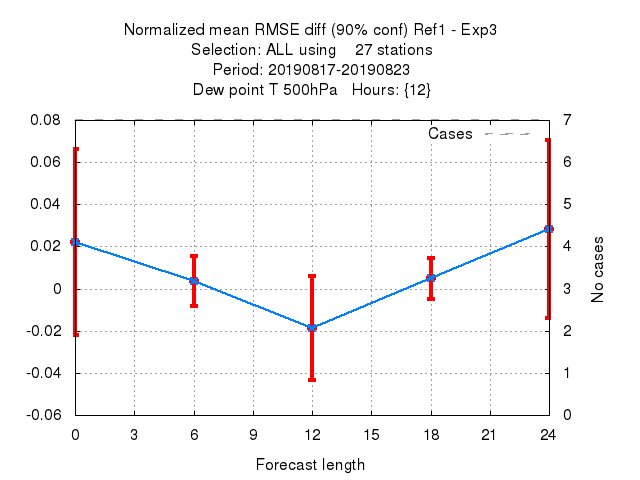 Normalized mean RMSE diff (90% conf) Ref1 - Exp3
Selection: ALL using    27 stations
Period: 20190817-20190823
Dew point T 500hPa   Hours: {12}
Cases
0.08
0.06
0.04
0.02
0
-0.02
-0.04
-0.06
7
6
5
4
3
2
1
0
No cases
0 3 6 9 12 15 18 21 24
Forecast length